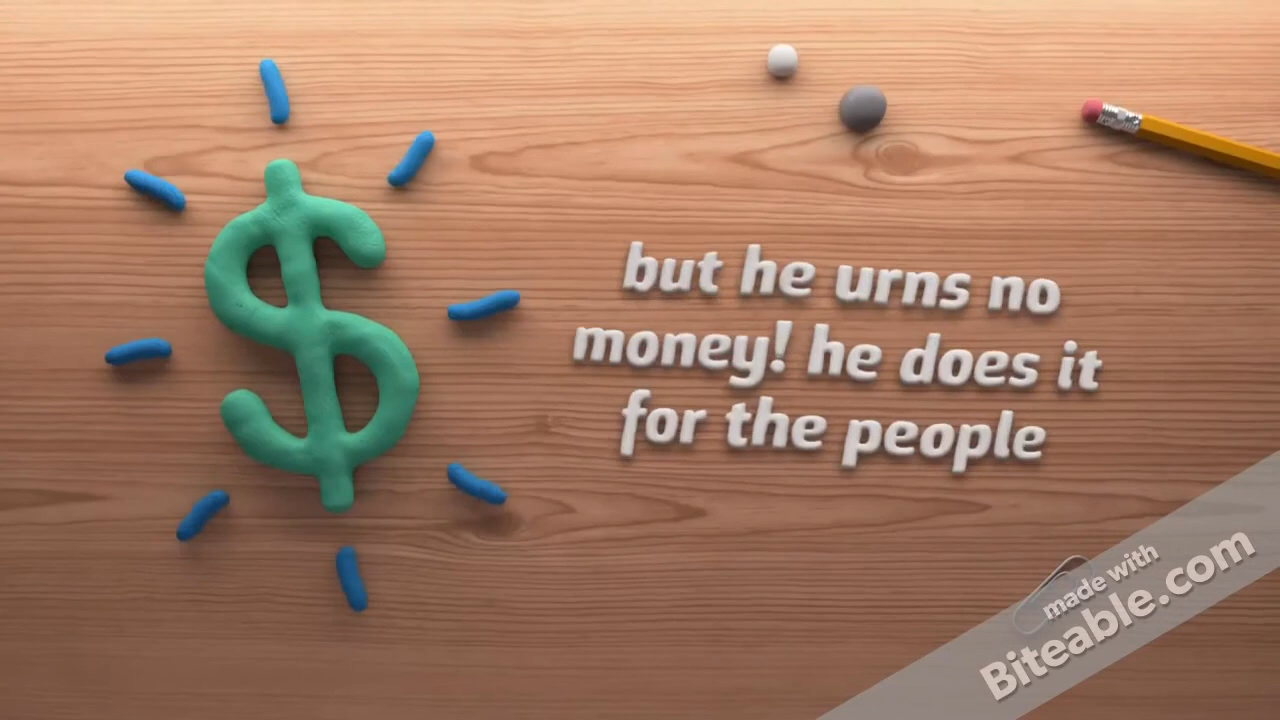 but he urns no
money! he does it
for the people
made with
Biteable.com